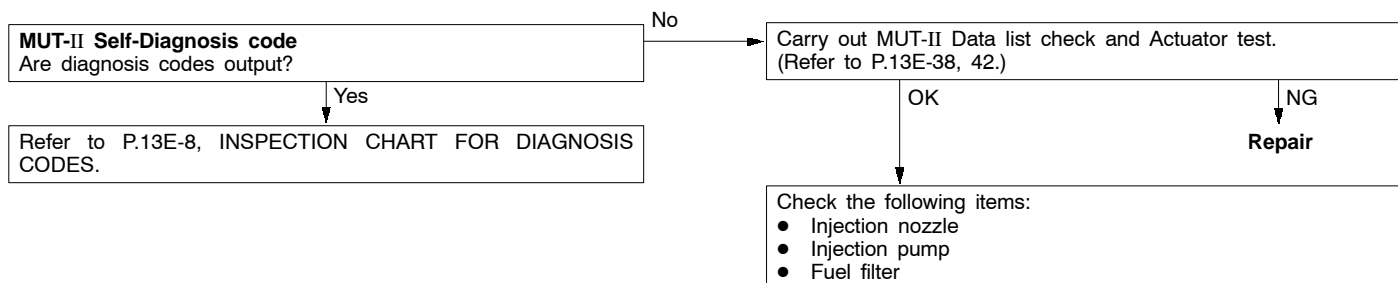 MUT-II Self-Diagnosis code
Are diagnosis codes output?
No
Carry out MUT-II Data list check and Actuator test.
(Refer to P.13E-38, 42.)
Yes
OK
NG
Refer to P.13E-8, INSPECTION CHART FOR DIAGNOSIS
CODES.
Repair
Check the following items:
● Injection nozzle
● Injection pump
● Fuel filter